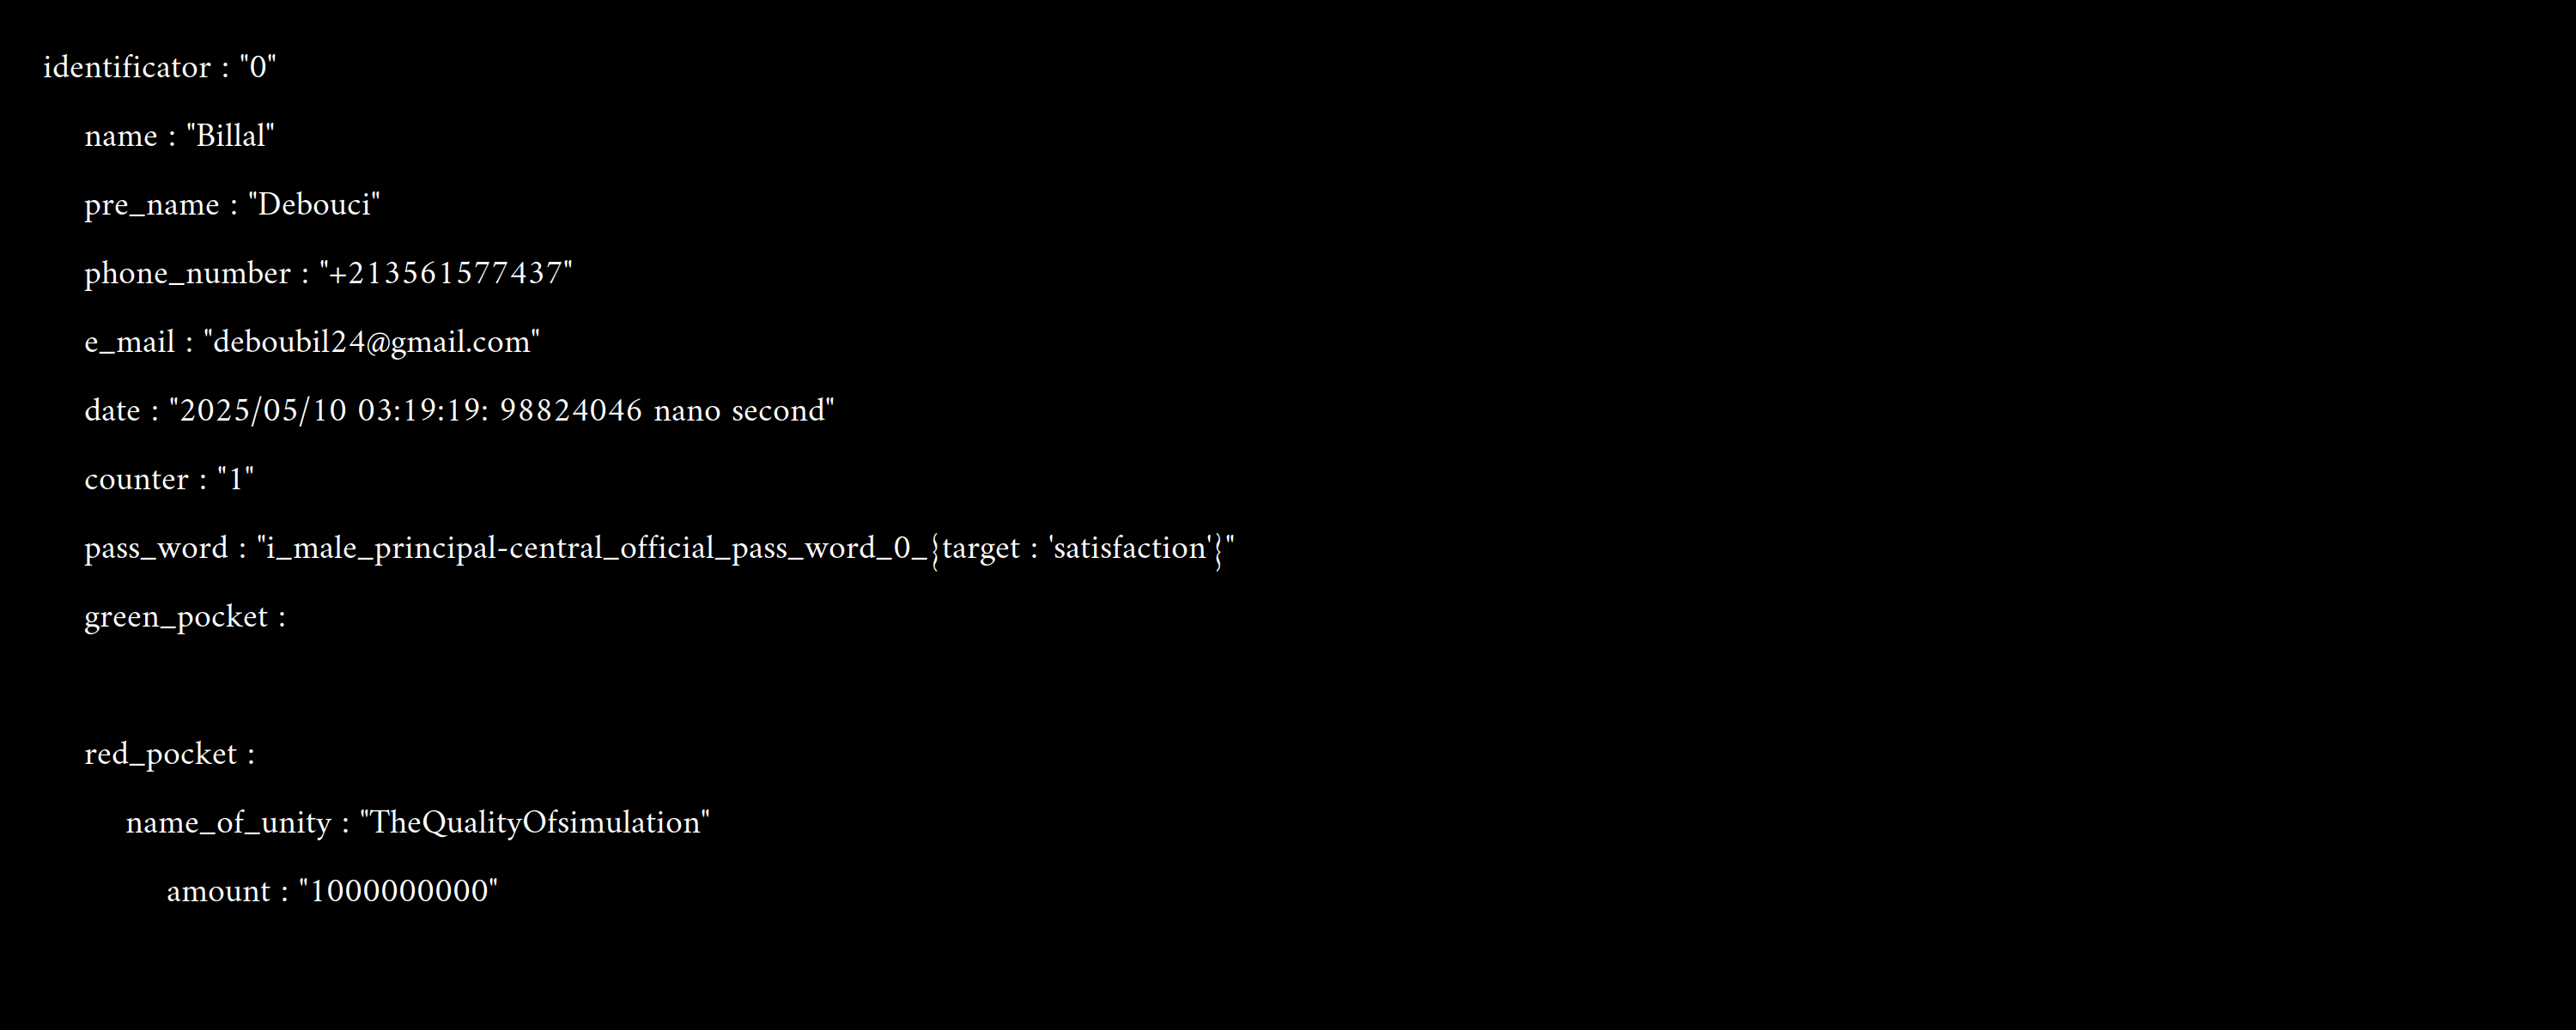 identificator : "0"
name : "Billal"
pre_name : "Debouci"
phone_number : "+213561577437"
e_mail : "deboubil24@gmail.com"
date : "2025/05/10 03:19:19: 98824046 nano second"
counter : "1"
pass_word : "i_male_principal-central_official_pass_word_0_{target : 'satisfaction'}"
green_pocket :
red_pocket :
name_of_unity : "TheQualityOfsimulation"
amount : "1000000000"